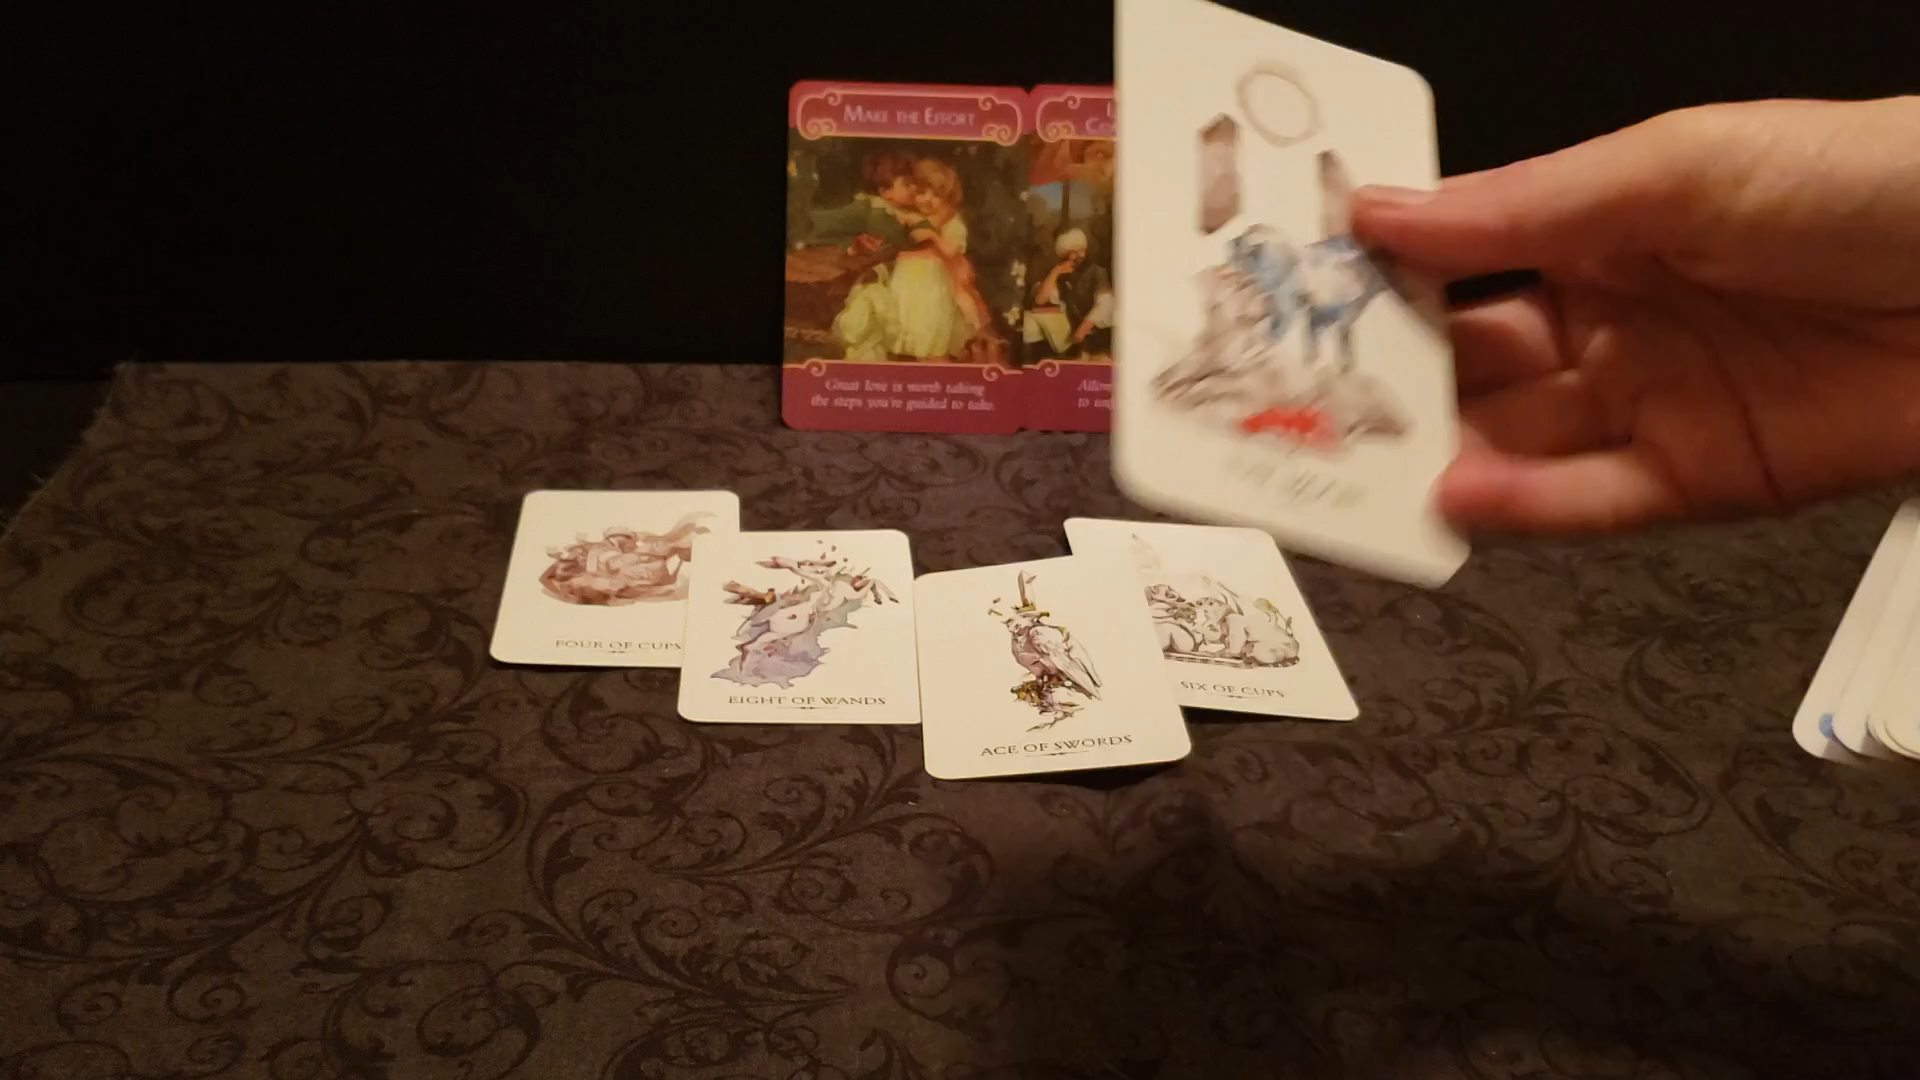 MAKE THE EFFORT
Great love is worth taking
the steps you're guided to take.
FOUR OF CUPS
EIGHT OF WANDS
ACE OF SWORDS
SIX OF CUPS